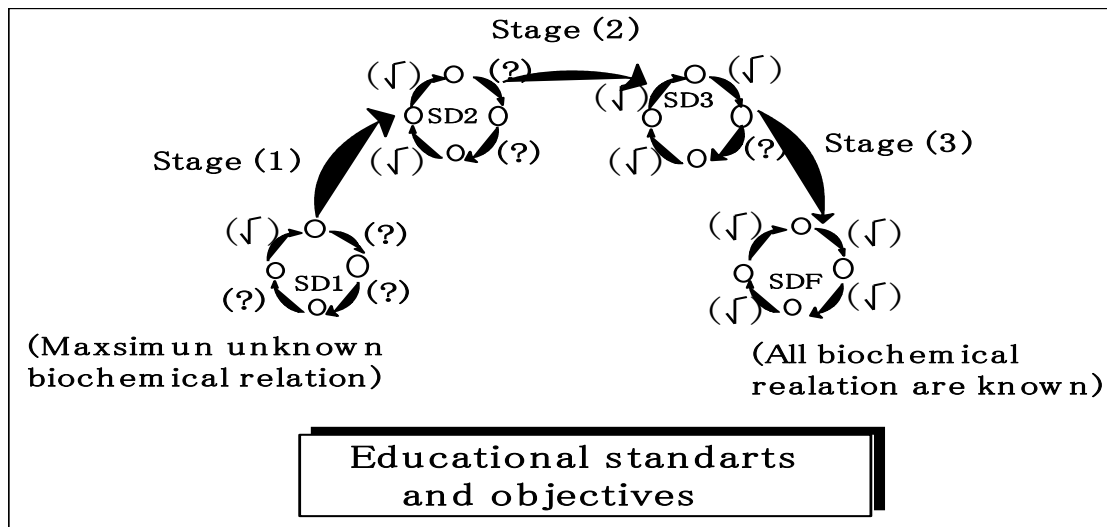 Stage (2)
(√) (?)
SD2
(√) (?)
(√) (√)
SD3
(√) (?)
Stage (1)
Stage (3)
(√) (?)
SD1
(?) (?)
(√) (√)
SDF
(√) (√)
(Maxsimun unknown
biochemical relation)
(All biochemical
realation are known)
Educational standarts
and objectives